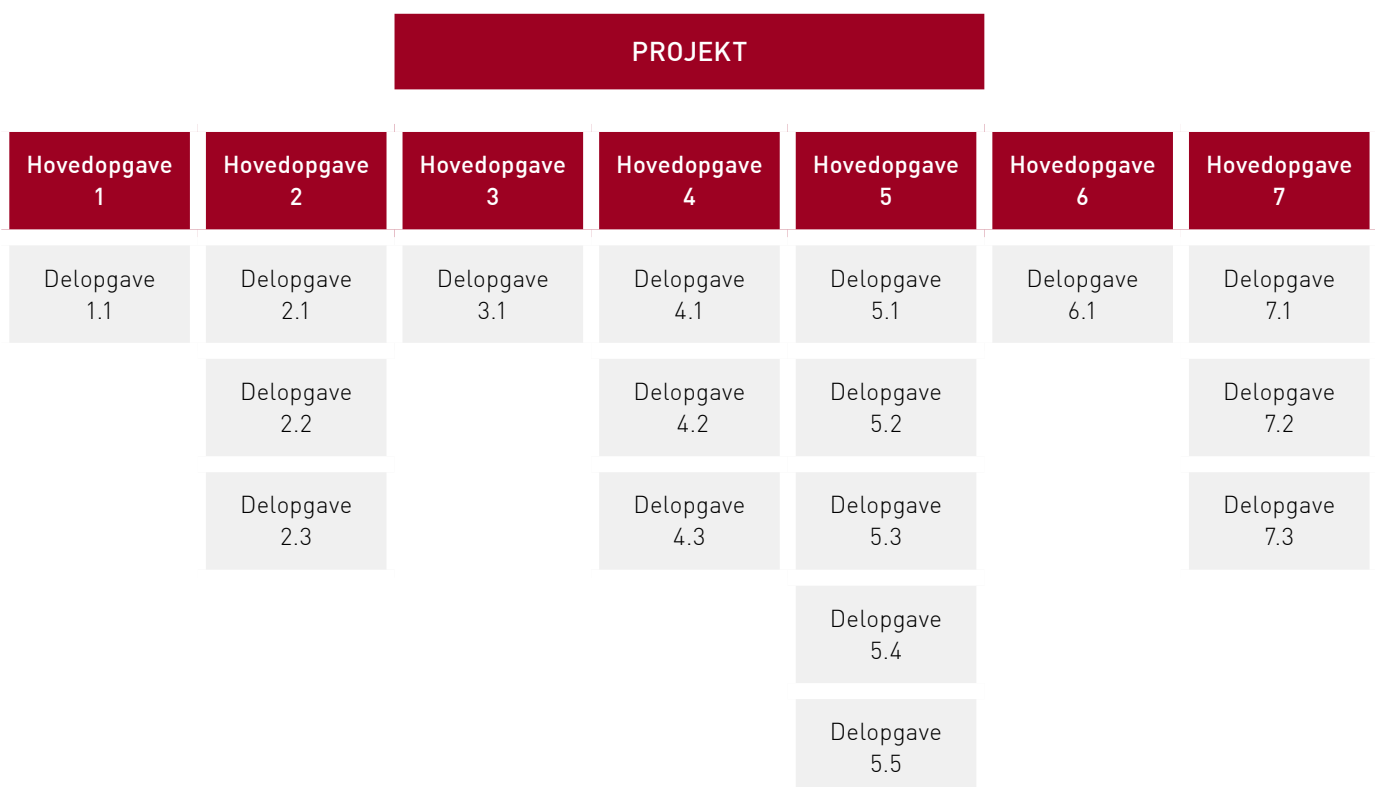 PROJEKT
Hovedopgave
1
Hovedopgave
2
Hovedopgave
3
Hovedopgave
4
Hovedopgave
5
Hovedopgave
6
Hovedopgave
7
Delopgave
1.1
Delopgave
2.1
Delopgave
3.1
Delopgave
4.1
Delopgave
5.1
Delopgave
6.1
Delopgave
7.1
Delopgave
2.2
Delopgave
4.2
Delopgave
5.2
Delopgave
7.2
Delopgave
2.3
Delopgave
4.3
Delopgave
5.3
Delopgave
7.3
Delopgave
5.4
Delopgave
5.5